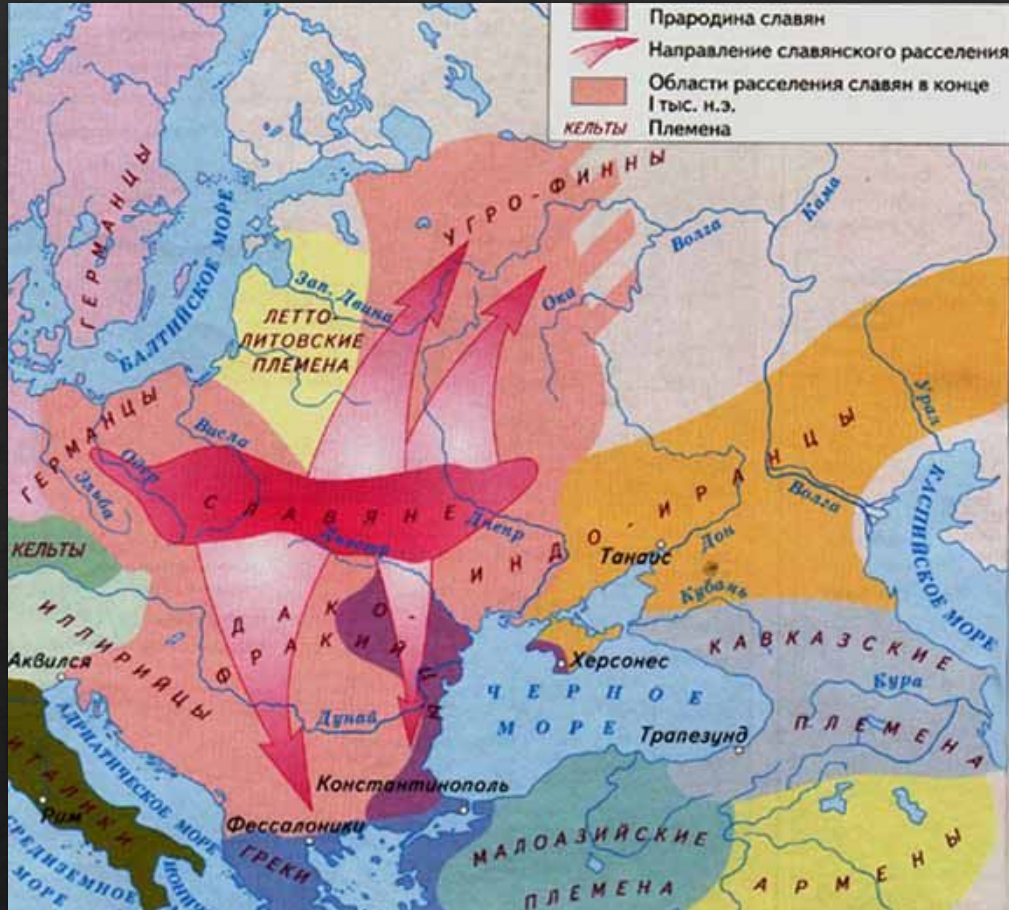 Прародина славян
Направление славянского расселения
Области расселения славян в конце
I тыс. н.э.
КЕЛЬТЫ Племена
ГЕРМАНЦЫ
БАЛТИЙСКОЕ МОРЕ
УГРО-ФИННЫ
Волга
Кама
Зап. Двина
Ока
ЛЕТТО-
ЛИТОВСКИЕ
ПЛЕМЕНА
Урал
ГЕРМАНЦЫ
Висла
Одер
Эльба
СЛАВЯНЕ
Днепр
Днестр
ИНДО-ИРАНЦЫ
Волга
Дон
Танаис
КАСПИЙСКОЕ МОРЕ
КЕЛЬТЫ
Кубань
ИЛЛИРИЙЦЫ
ДАКО-
ФРАКИЙЦЫ
Аквилея
Херсонес
КАВКАЗСКИЕ
ПЛЕМЕНА
Кура
ЧЕРНОЕ
МОРЕ
Дунай
Трапезунд
АДРИАТИЧЕСКОЕ МОРЕ
ИТАЛИКИ
Рим
Константинополь
Фессалоники
ГРЕКИ
МАЛОАЗИЙСКИЕ
ПЛЕМЕНА
АРМЕНЫ
СРЕДИЗЕМНОЕ
МОРЕ